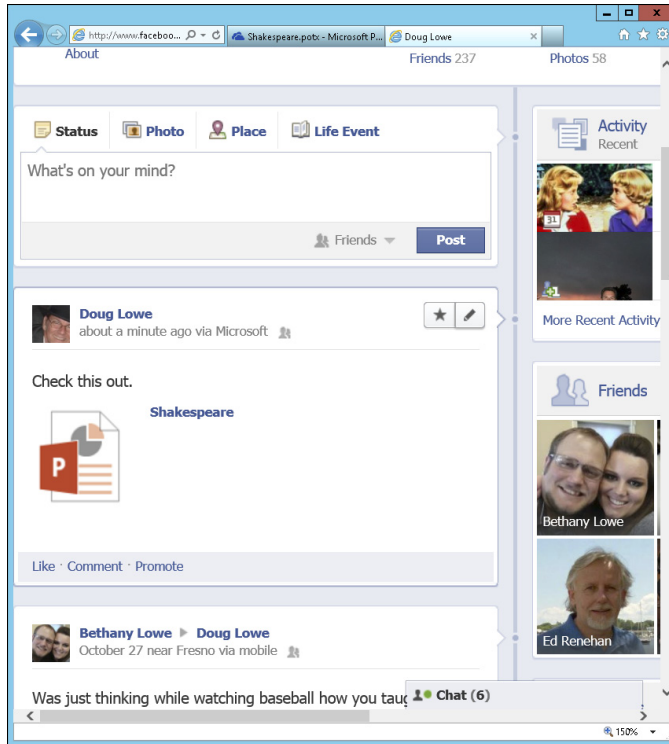 http://www.faceboo...
Shakespeare.potx - Microsoft P...
Doug Lowe
About
Friends 237
Photos 58
Status
Photo
Place
Life Event
What's on your mind?
Friends
Post
Activity
Recent
31
+1
More Recent Activity
Doug Lowe
about a minute ago via Microsoft
Check this out.
Shakespeare
P
Like · Comment · Promote
Friends
Bethany Lowe
Ed Renehan
Bethany Lowe ▶ Doug Lowe
October 27 near Fresno via mobile
Was just thinking while watching baseball how you taug
Chat (6)
150%